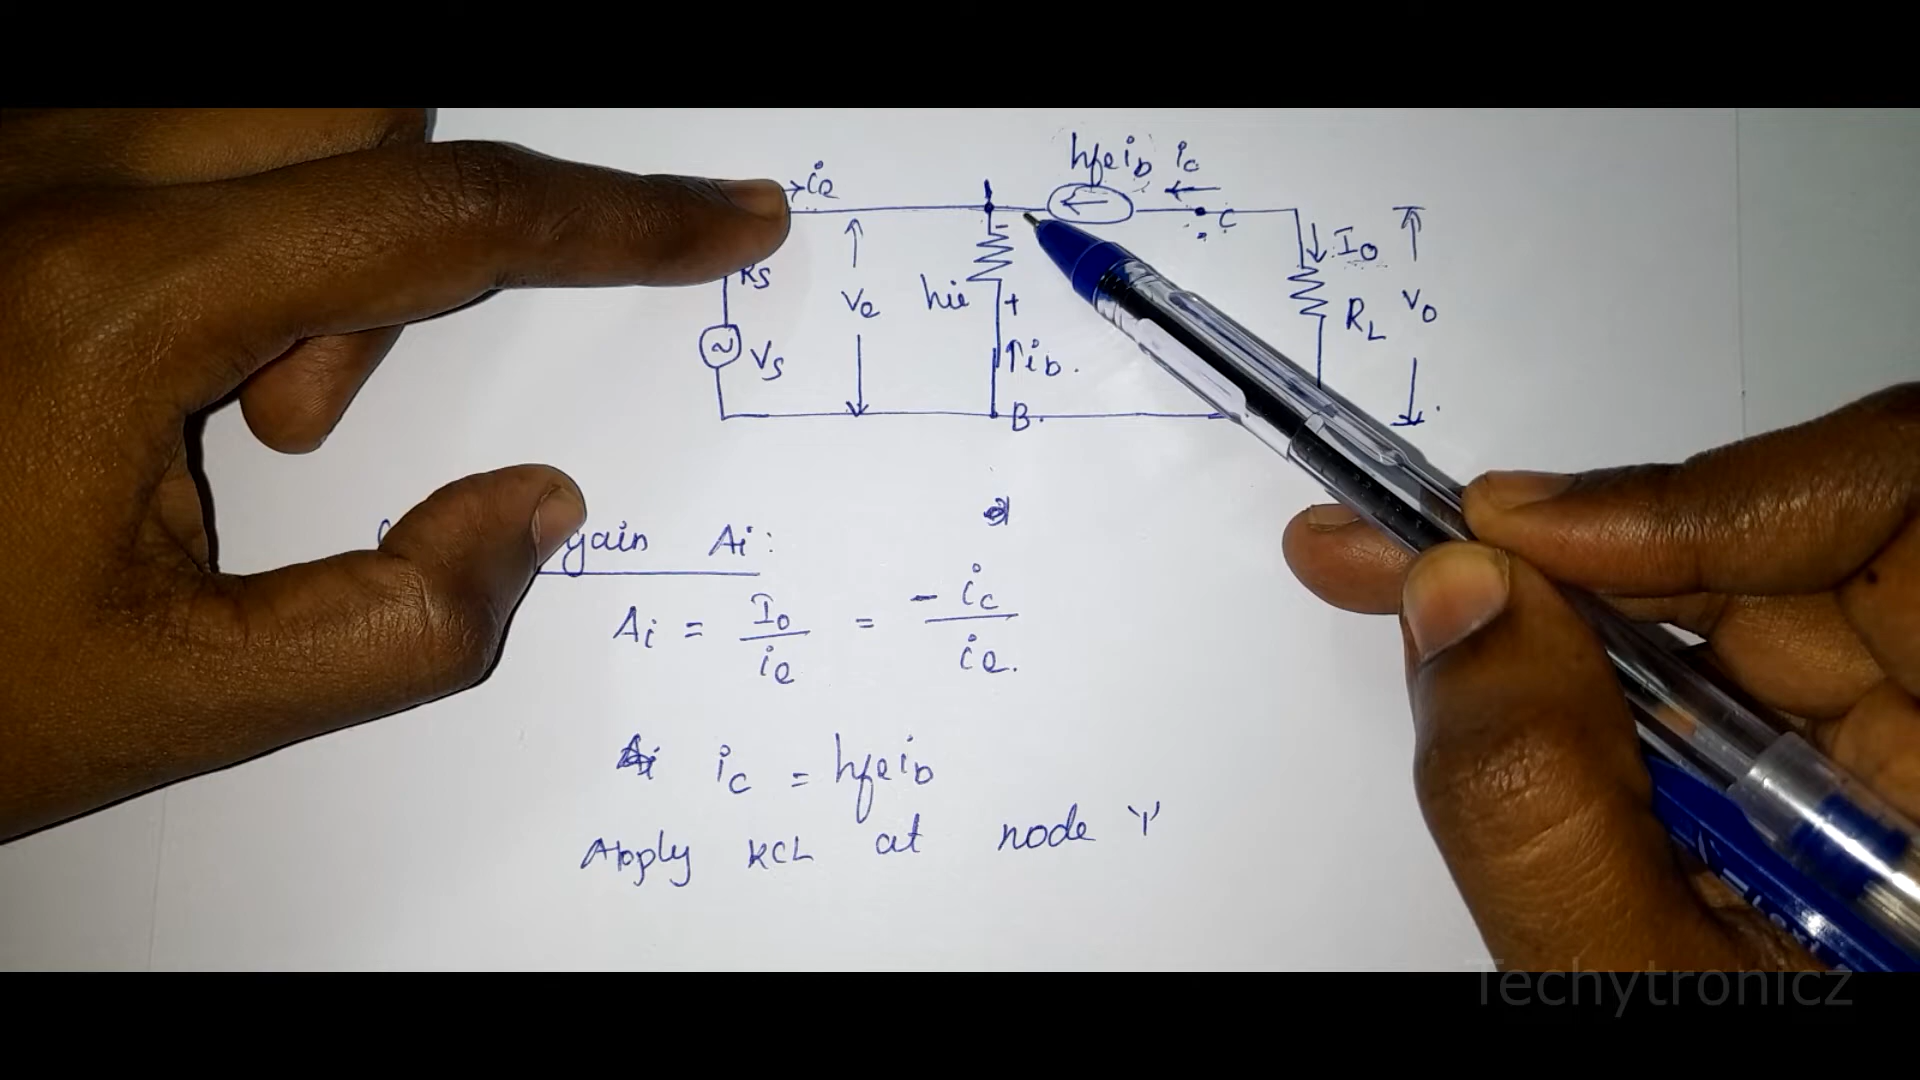 hfeib ic
ie
C
Io
RS
Ve
hie
+
RL
Vo
VS
ib.
B.
gain Ai:
Ai = Io/ie = -ic/ie.
ic = hfeib
Apply KCL at node '1'
Techytronicz